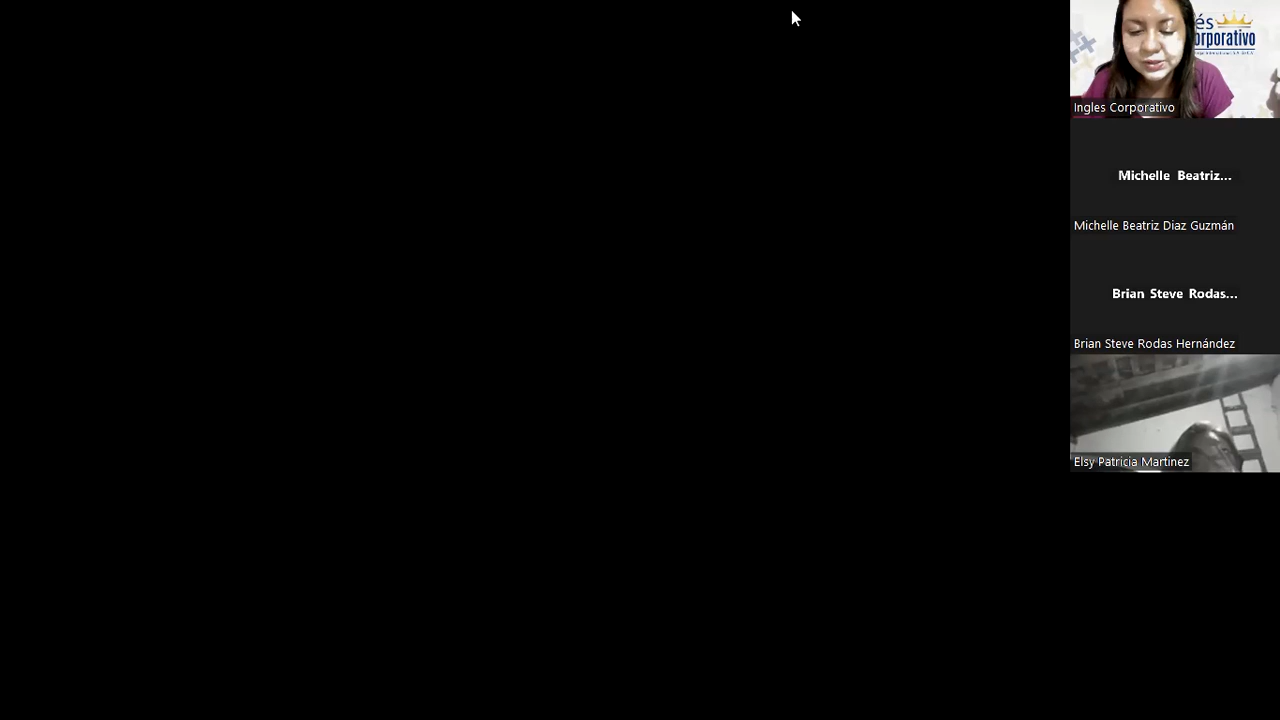 és
orporativo
Ingles Corporativo
Michelle Beatriz...
Michelle Beatriz Diaz Guzmán
Brian Steve Rodas...
Brian Steve Rodas Hernández
Elsy Patricia Martinez